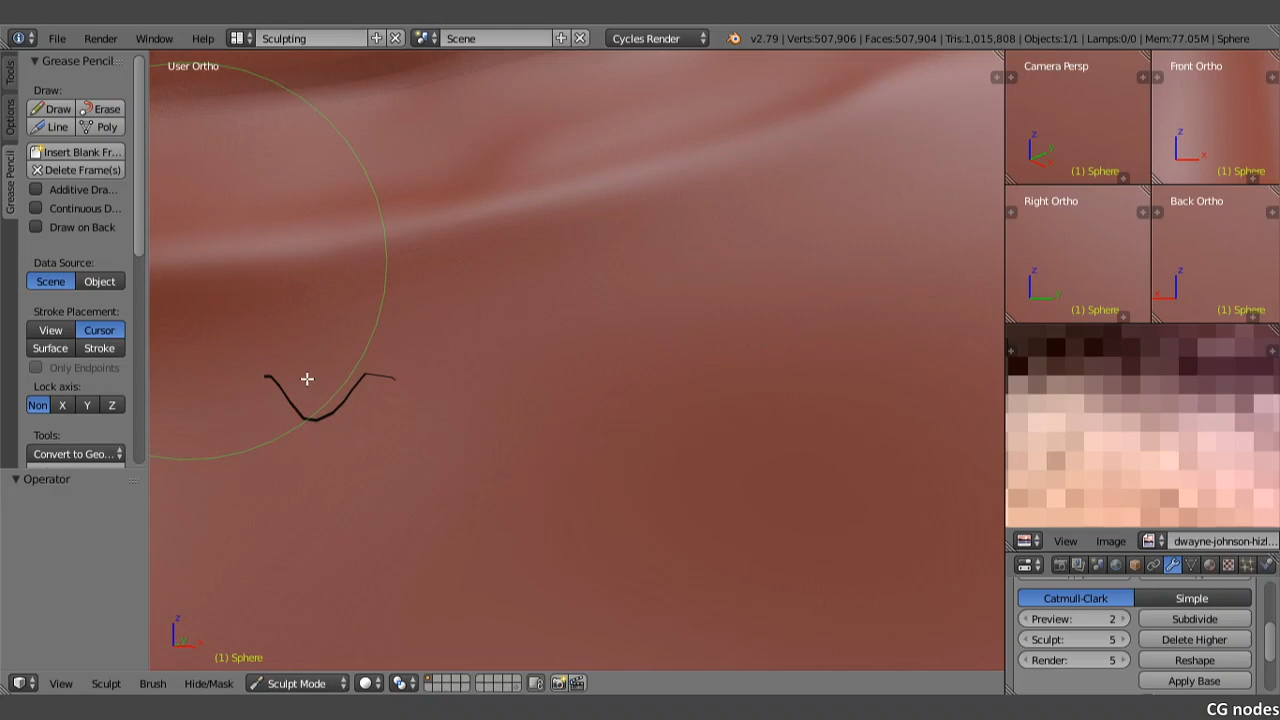 File Render Window Help Sculpting Scene Cycles Render v2.79 | Verts:507,906 | Faces:507,904 | Tris:1,015,808 | Objects:1/1 | Lamps:0/0 | Mem:77.05M | Sphere
Tools
Options
Grease Pencil
Grease Pencil...
Draw:
Draw Erase
Line Poly
Insert Blank Fr...
Delete Frame(s)
Additive Dra...
Continuous D...
Draw on Back
Data Source:
Scene Object
Stroke Placement:
View Cursor
Surface Stroke
Only Endpoints
Lock axis:
Non X Y Z
Tools:
Convert to Geo...
Operator
User Ortho
z
y
x
(1) Sphere
Camera Persp
z
y
x
(1) Sphere
Front Ortho
z
x
(1) Sphere
Right Ortho
z
y
(1) Sphere
Back Ortho
z
x
(1) Sphere
View Image dwayne-johnson-hizl...
Catmull-Clark Simple
Preview: 2 Subdivide
Sculpt: 5 Delete Higher
Render: 5 Reshape
Apply Base
View Sculpt Brush Hide/Mask Sculpt Mode
CG nodes